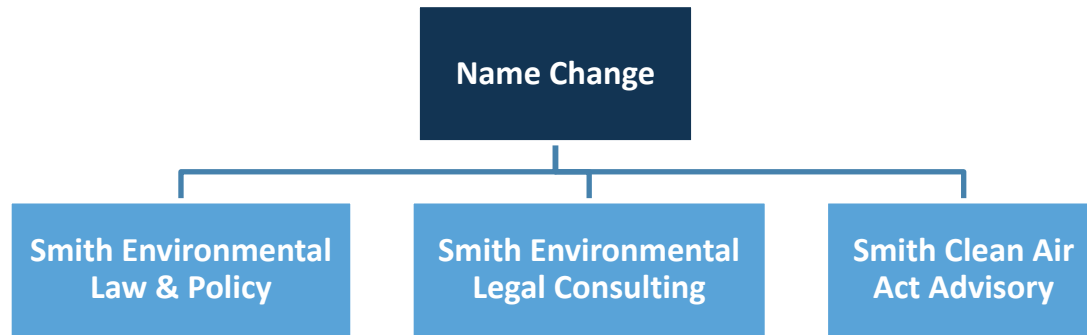 Name Change
Smith Environmental
Law & Policy
Smith Environmental
Legal Consulting
Smith Clean Air
Act Advisory